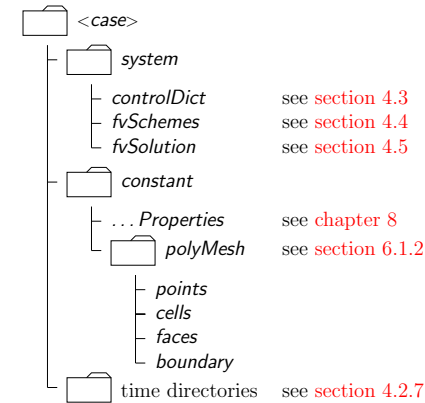 <case>
system
controlDict see section 4.3
fvSchemes see section 4.4
fvSolution see section 4.5
constant
...Properties see chapter 8
polyMesh see section 6.1.2
points
cells
faces
boundary
time directories see section 4.2.7